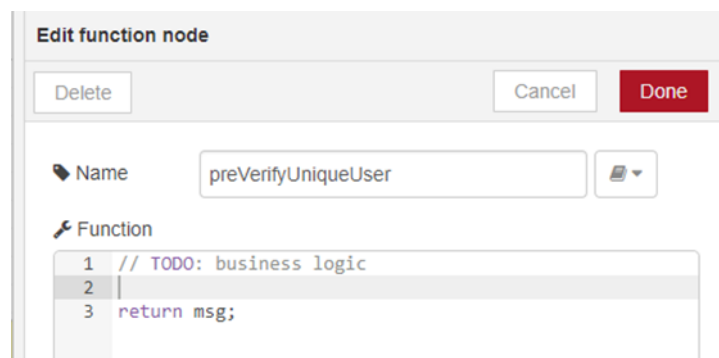 Edit function node
Delete Cancel Done
Name preVerifyUniqueUser
Function
1 // TODO: business logic
2
3 return msg;